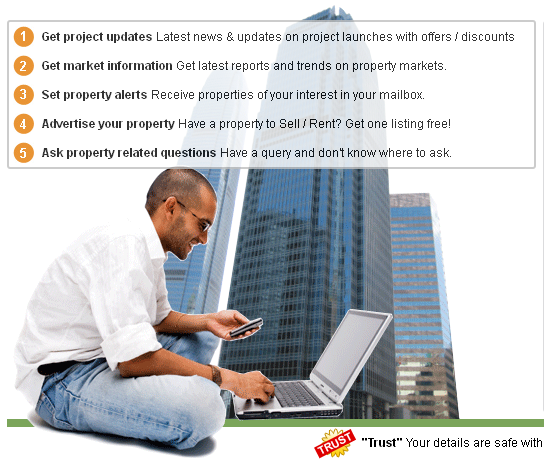 1 Get project updates Latest news & updates on project launches with offers / discounts
2 Get market information Get latest reports and trends on property markets.
3 Set property alerts Receive properties of your interest in your mailbox.
4 Advertise your property Have a property to Sell / Rent? Get one listing free!
5 Ask property related questions Have a query and don't know where to ask.
TRUST "Trust" Your details are safe with